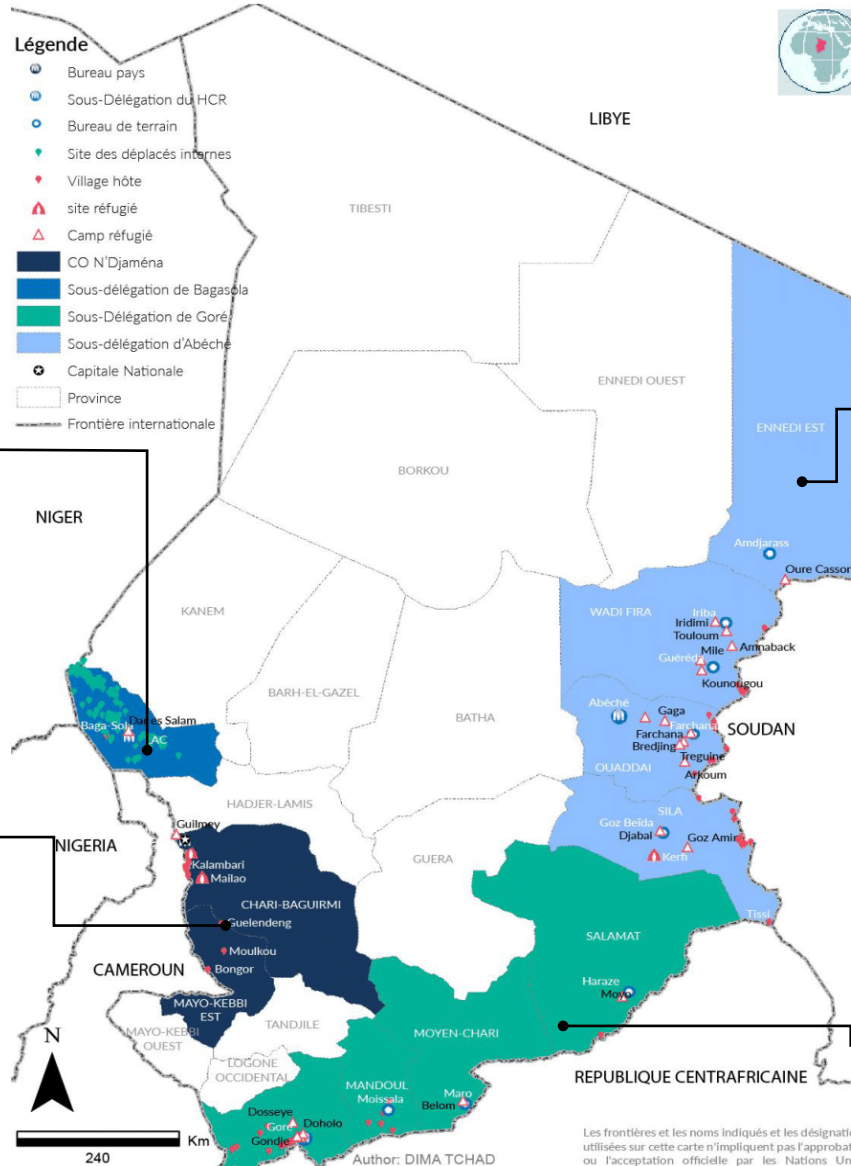 Légende
Bureau pays
Sous-Délégation du HCR
Bureau de terrain
Site des déplacés internes
Village hôte
site réfugié
Camp réfugié
CO N'Djaména
Sous-délégation de Bagasola
Sous-Délégation de Goré
Sous-délégation d'Abéché
Capitale Nationale
Province
Frontière internationale
LIBYE
TIBESTI
ENNEDI OUEST
ENNEDI EST
BORKOU
NIGER
Amdjarass
Oure Casson
KANEM
WADI FIRA
Iriba
Iridimi
Touloum
Amnaback
Mile
Guéréda
Kounougou
BARH-EL-GAZEL
BATHA
Abéché
Gaga
Farchana
Farchana
Bredjing
Treguine
OUADDAI
Arkoum
SOUDAN
Dar es Salam
Baga-Sola
LAC
HADJER-LAMIS
SILA
Goz Beïda
Djabal
Goz Amir
Kerfi
Guilmey
NIGERIA
Kalambari
Mailao
GUERA
CHARI-BAGUIRMI
Guelendeng
Tissi
SALAMAT
Moulkou
Bongor
CAMEROUN
Haraze
Moyo
MAYO-KEBBI
EST
MAYO-KEBBI
OUEST
TANDJILE
MOYEN-CHARI
N
LOGONE
OCCIDENTAL
MANDOUL
Moissala
Maro
Belom
REPUBLIQUE CENTRAFRICAINE
Dosseye
Goré
Doholo
Gondje
Km
240
Author: DIMA TCHAD
Les frontières et les noms indiqués et les désignatio
utilisées sur cette carte n'impliquent pas l'approbat
ou l'acceptation officielle par les Nations Un